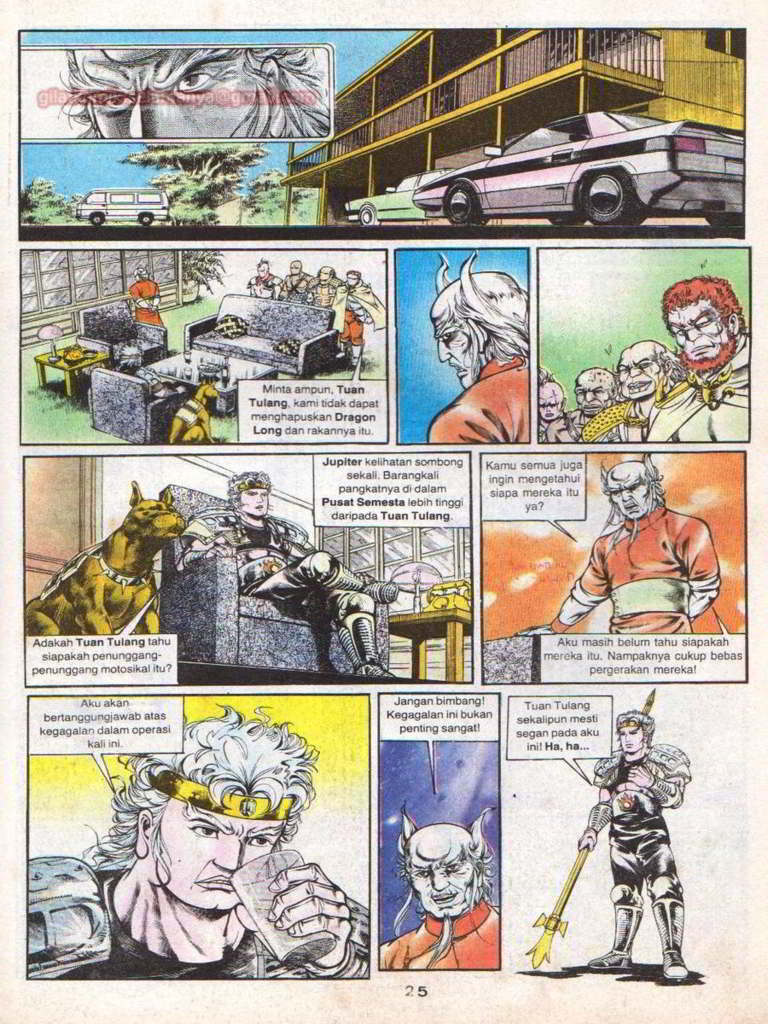 Minta ampun, Tuan
Tulang, kami tidak dapat
menghapuskan Dragon
Long dan rakannya itu.
Jupiter kelihatan sombong
sekali. Barangkali
pangkatnya di dalam
Pusat Semesta lebih tinggi
daripada Tuan Tulang.
Adakah Tuan Tulang tahu
siapakah penunggang-
penunggang motosikal itu?
Kamu semua juga
ingin mengetahui
siapa mereka itu
ya?
Aku masih belum tahu siapakah
mereka itu. Nampaknya cukup bebas
pergerakan mereka!
Aku akan
bertanggungjawab atas
kegagalan dalam operasi
kali ini.
Jangan bimbang!
Kegagalan ini bukan
penting sangat!
Tuan Tulang
sekalipun mesti
segan pada aku
ini! Ha, ha...
25